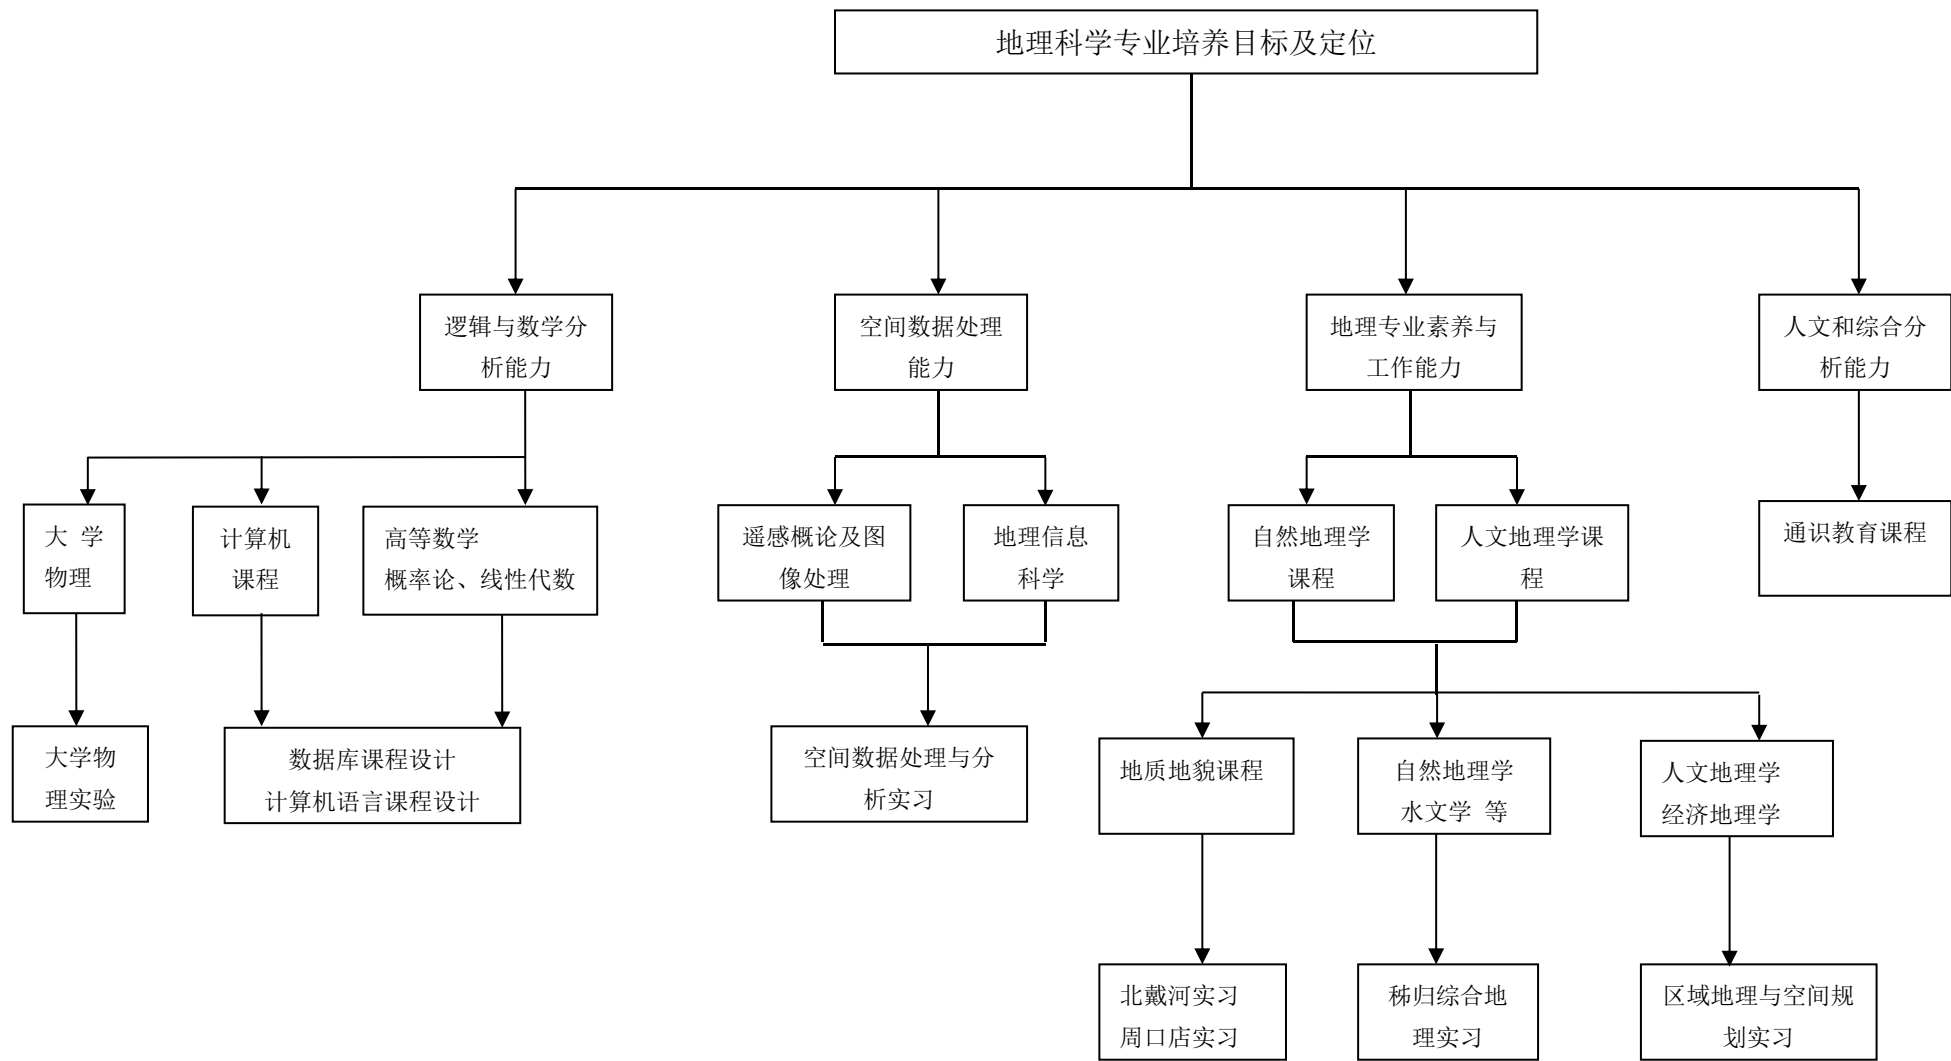 地理科学专业培养目标及定位
逻辑与数学分
析能力
空间数据处理
能力
地理专业素养与
工作能力
人文和综合分
析能力
大 学
物理
计算机
课程
高等数学
概率论、线性代数
遥感概论及图
像处理
地理信息
科学
自然地理学
课程
人文地理学课
程
通识教育课程
大学物
理实验
数据库课程设计
计算机语言课程设计
空间数据处理与分
析实习
地质地貌课程
自然地理学
水文学 等
人文地理学
经济地理学
北戴河实习
周口店实习
秭归综合地
理实习
区域地理与空间规
划实习